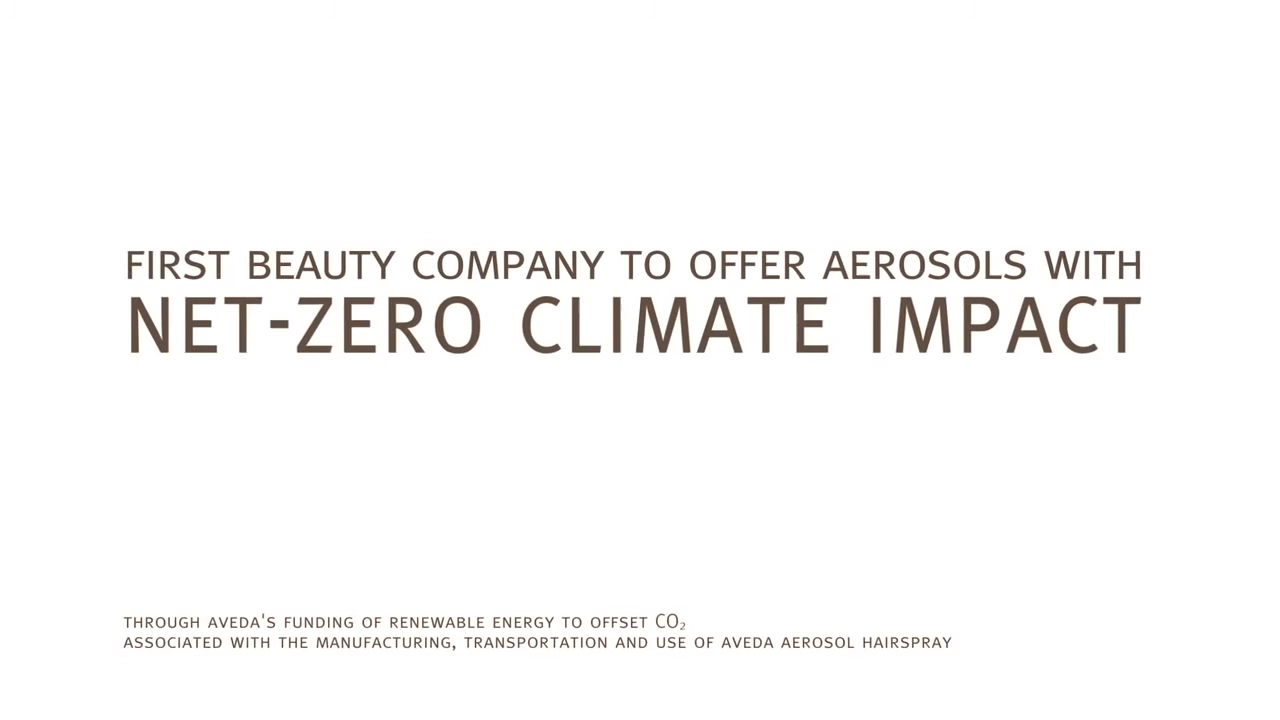 FIRST BEAUTY COMPANY TO OFFER AEROSOLS WITH
NET-ZERO CLIMATE IMPACT
THROUGH AVEDA'S FUNDING OF RENEWABLE ENERGY TO OFFSET CO₂
ASSOCIATED WITH THE MANUFACTURING, TRANSPORTATION AND USE OF AVEDA AEROSOL HAIRSPRAY